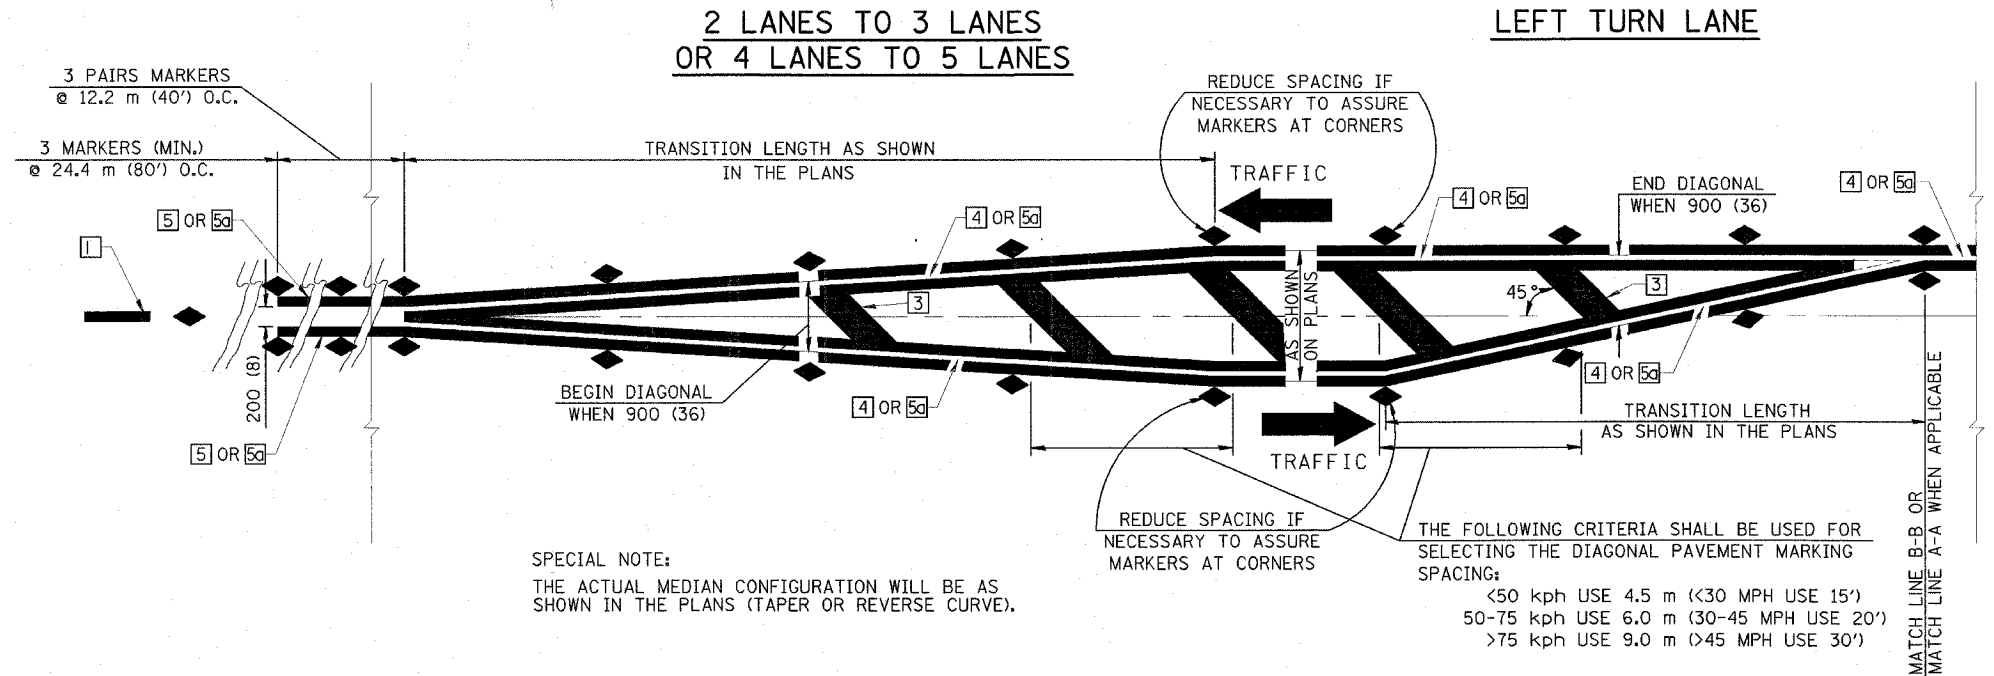 2 LANES TO 3 LANES
OR 4 LANES TO 5 LANES
LEFT TURN LANE
3 PAIRS MARKERS
@ 12.2 m (40') O.C.
3 MARKERS (MIN.)
@ 24.4 m (80') O.C.
TRANSITION LENGTH AS SHOWN
IN THE PLANS
REDUCE SPACING IF
NECESSARY TO ASSURE
MARKERS AT CORNERS
TRAFFIC
END DIAGONAL
WHEN 900 (36)
4 OR 5a
4 OR 5a
4 OR 5a
5 OR 5a
1
3
3
45°
AS SHOWN
ON PLANS
200 (8)
BEGIN DIAGONAL
WHEN 900 (36)
4 OR 5a
4 OR 5a
5 OR 5a
TRAFFIC
TRANSITION LENGTH
AS SHOWN IN THE PLANS
REDUCE SPACING IF
NECESSARY TO ASSURE
MARKERS AT CORNERS
SPECIAL NOTE:
THE ACTUAL MEDIAN CONFIGURATION WILL BE AS
SHOWN IN THE PLANS (TAPER OR REVERSE CURVE).
THE FOLLOWING CRITERIA SHALL BE USED FOR
SELECTING THE DIAGONAL PAVEMENT MARKING
SPACING:
<50 kph USE 4.5 m (<30 MPH USE 15')
50-75 kph USE 6.0 m (30-45 MPH USE 20')
>75 kph USE 9.0 m (>45 MPH USE 30')
MATCH LINE B-B OR
MATCH LINE A-A WHEN APPLICABLE